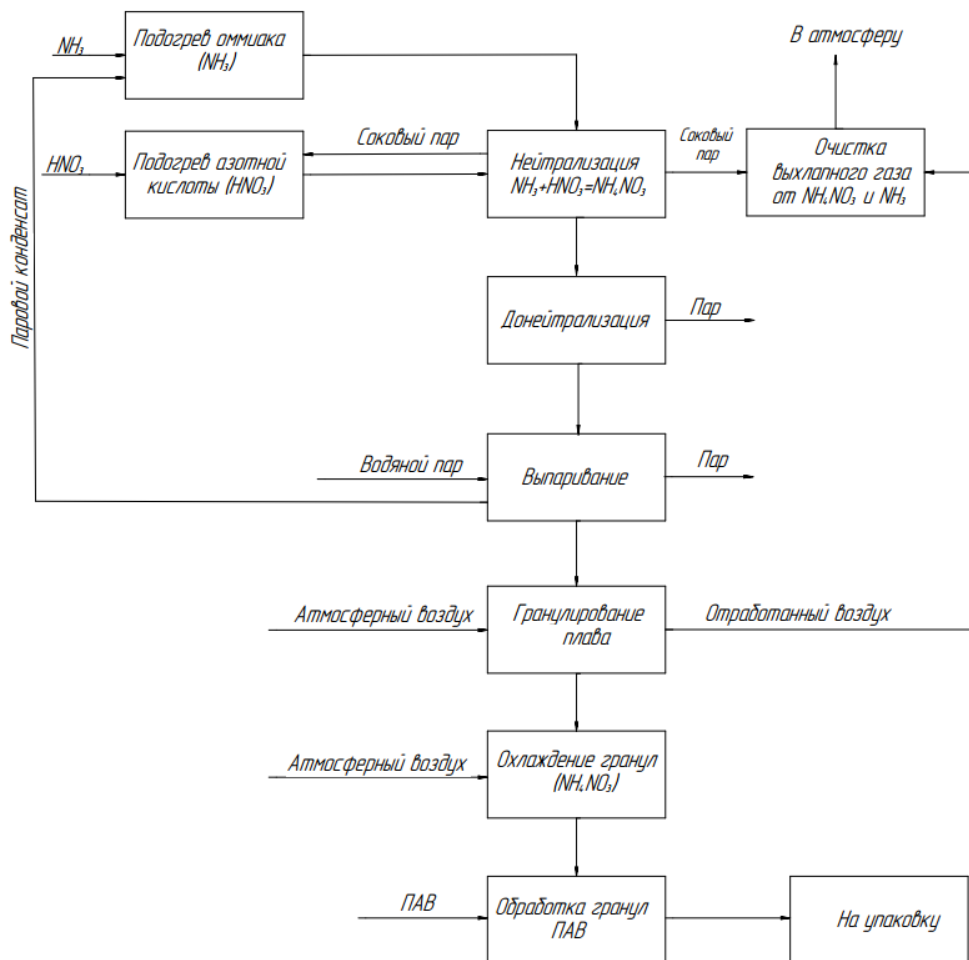 NH₃
Подогрев оммиака
(NH₃)
В атмосферу
HNO₃
Подогрев азотной
кислоты (HNO₃)
Соковый пар
Нейтрализация
NH₃+HNO₃=NH₄NO₃
Соковый
пар
Очистка
выхлапного газа
от NH₄NO₃ и NH₃
Паровой конденсат
Донейтрализация
Пар
Водяной пар
Выпаривание
Пар
Атмосферный воздух
Гранулирование
плава
Отработанный воздух
Атмосферный воздух
Охлаждение гранул
(NH₄NO₃)
ПАВ
Обработка гранул
ПАВ
На упаковку